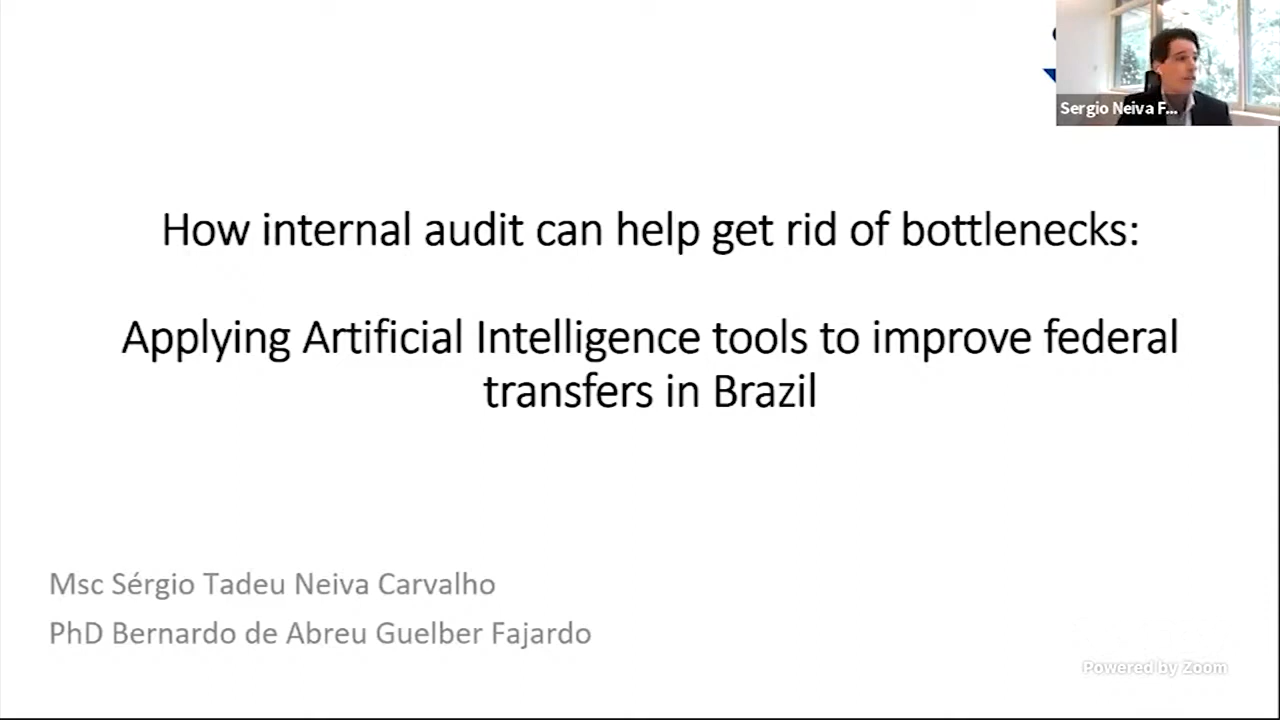 Sergio Neiva F...
How internal audit can help get rid of bottlenecks:
Applying Artificial Intelligence tools to improve federal
transfers in Brazil
Msc Sérgio Tadeu Neiva Carvalho
PhD Bernardo de Abreu Guelber Fajardo
Powered by Zoom